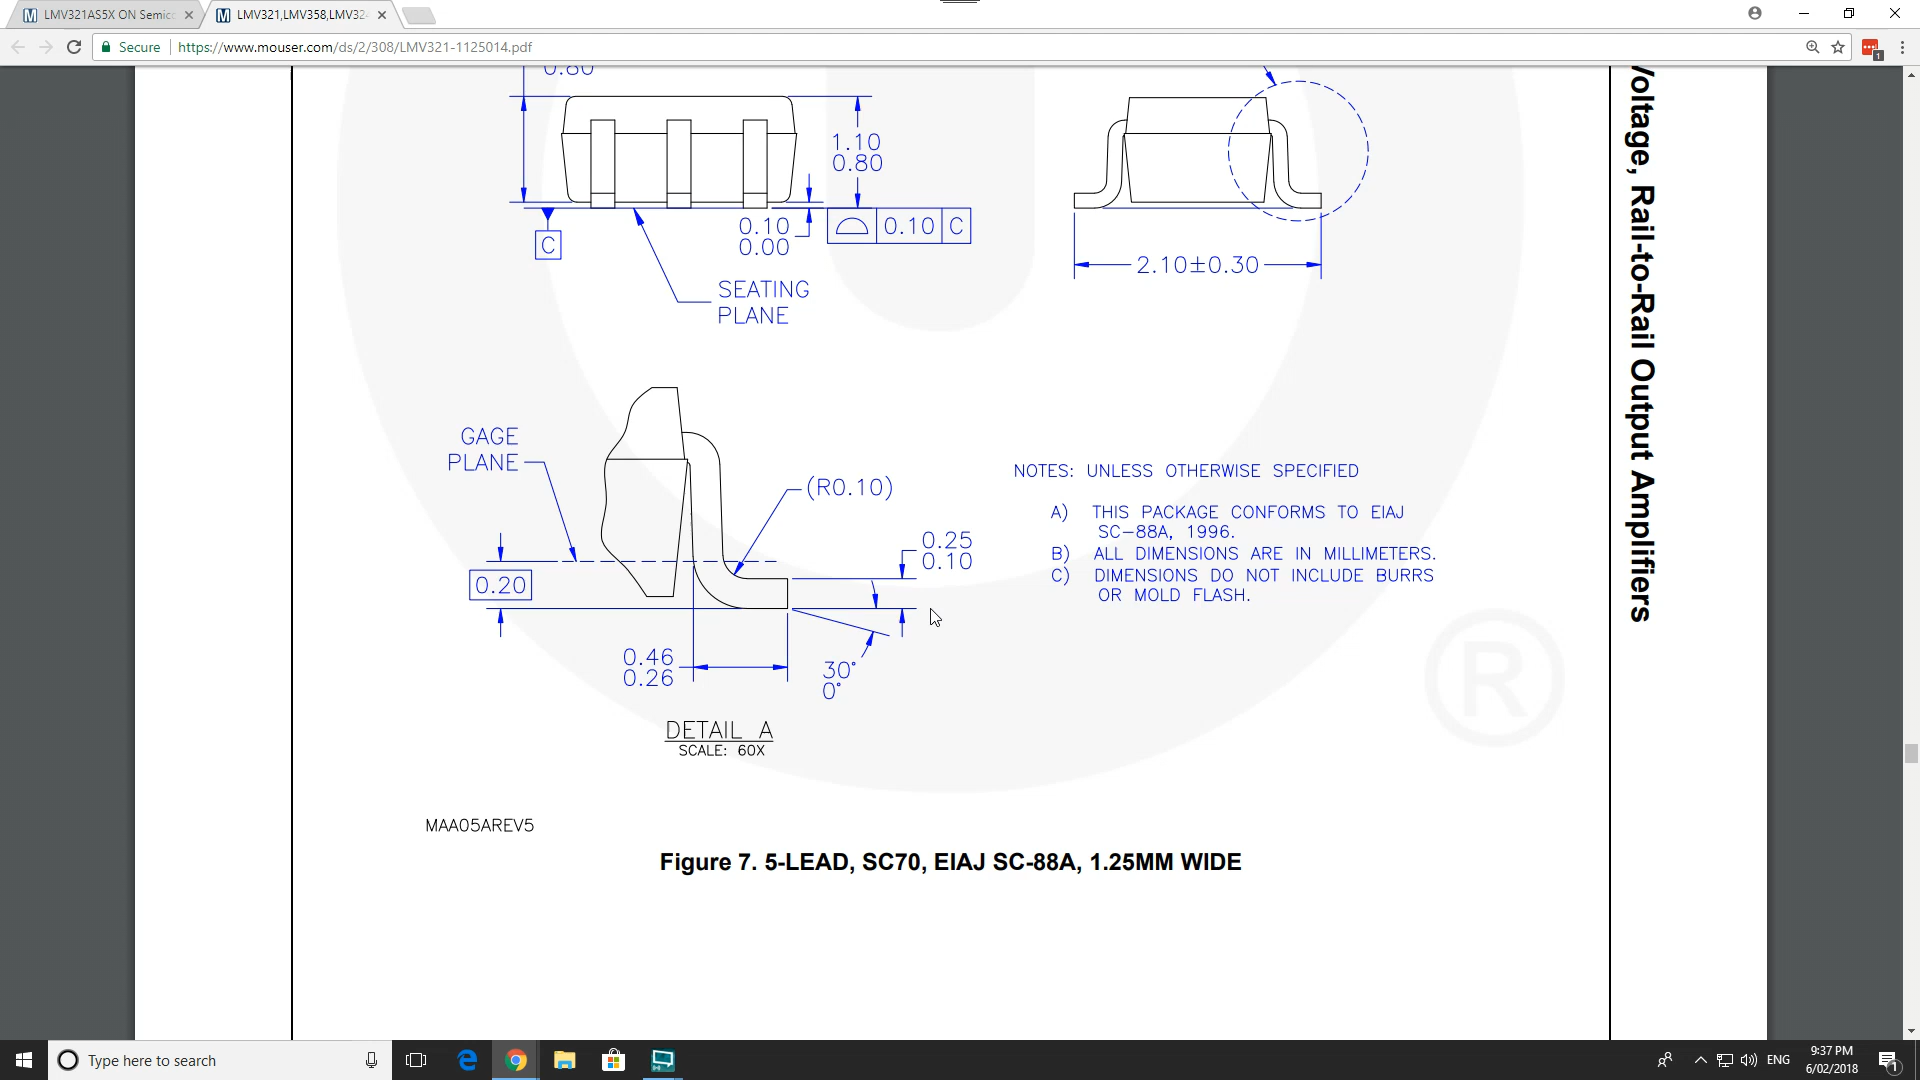 LMV321AS5X ON Semic
LMV321,LMV358,LMV324
Secure
https://www.mouser.com/ds/2/308/LMV321-1125014.pdf
1
0.80
1.10
0.80
0.10
0.00
0.10
C
C
SEATING
PLANE
2.10±0.30
Voltage, Rail-to-Rail Output Amplifiers
GAGE
PLANE
(R0.10)
0.25
0.10
0.20
0.46
0.26
30°
0°
DETAIL A
SCALE: 60X
NOTES: UNLESS OTHERWISE SPECIFIED
A) THIS PACKAGE CONFORMS TO EIAJ
SC-88A, 1996.
B) ALL DIMENSIONS ARE IN MILLIMETERS.
C) DIMENSIONS DO NOT INCLUDE BURRS
OR MOLD FLASH.
®
MAA05AREV5
Figure 7. 5-LEAD, SC70, EIAJ SC-88A, 1.25MM WIDE
Type here to search
ENG
9:37 PM
6/02/2018
1